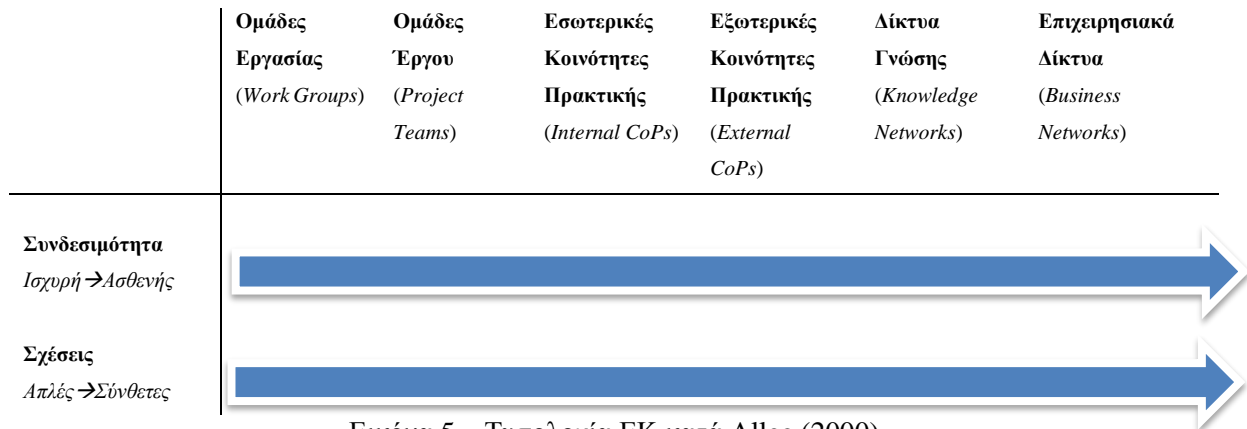 Ομάδες Εργασίας (Work Groups)
Ομάδες Έργου (Project Teams)
Εσωτερικές Κοινότητες Πρακτικής (Internal CoPs)
Εξωτερικές Κοινότητες Πρακτικής (External CoPs)
Δίκτυα Γνώσης (Knowledge Networks)
Επιχειρησιακά Δίκτυα (Business Networks)
Συνδεσιμότητα
Ισχυρή→Ασθενής
Σχέσεις
Απλές→Σύνθετες